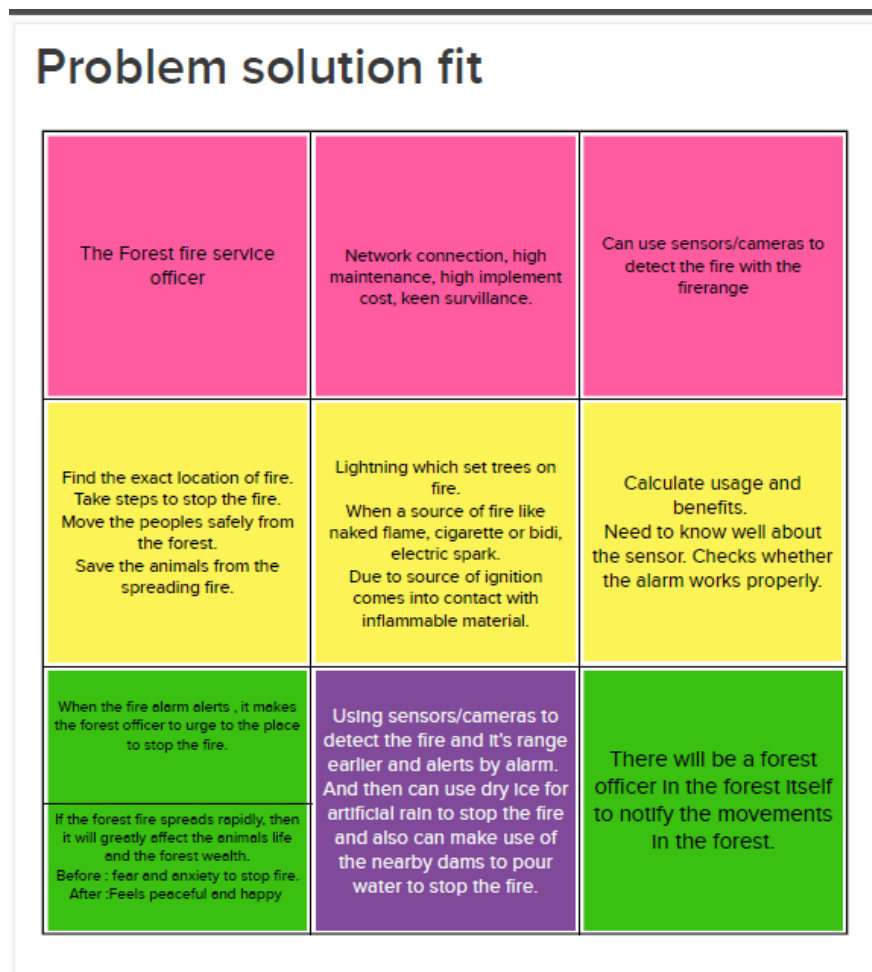 Problem solution fit
The Forest fire service
officer
Network connection, high
maintenance, high implement
cost, keen survillance.
Can use sensors/cameras to
detect the fire with the
firerange
Find the exact location of fire.
Take steps to stop the fire.
Move the peoples safely from
the forest.
Save the animals from the
spreading fire.
Lightning which set trees on
fire.
When a source of fire like
naked flame, cigarette or bidi,
electric spark.
Due to source of ignition
comes into contact with
inflammable material.
Calculate usage and
benefits.
Need to know well about
the sensor. Checks whether
the alarm works properly.
When the fire alarm alerts , it makes
the forest officer to urge to the place
to stop the fire.
If the forest fire spreads rapidly, then
it will greatly affect the animals life
and the forest wealth.
Before : fear and anxiety to stop fire.
After :Feels peaceful and happy
Using sensors/cameras to
detect the fire and it's range
earlier and alerts by alarm.
And then can use dry ice for
artificial rain to stop the fire
and also can make use of
the nearby dams to pour
water to stop the fire.
There will be a forest
officer in the forest itself
to notify the movements
in the forest.